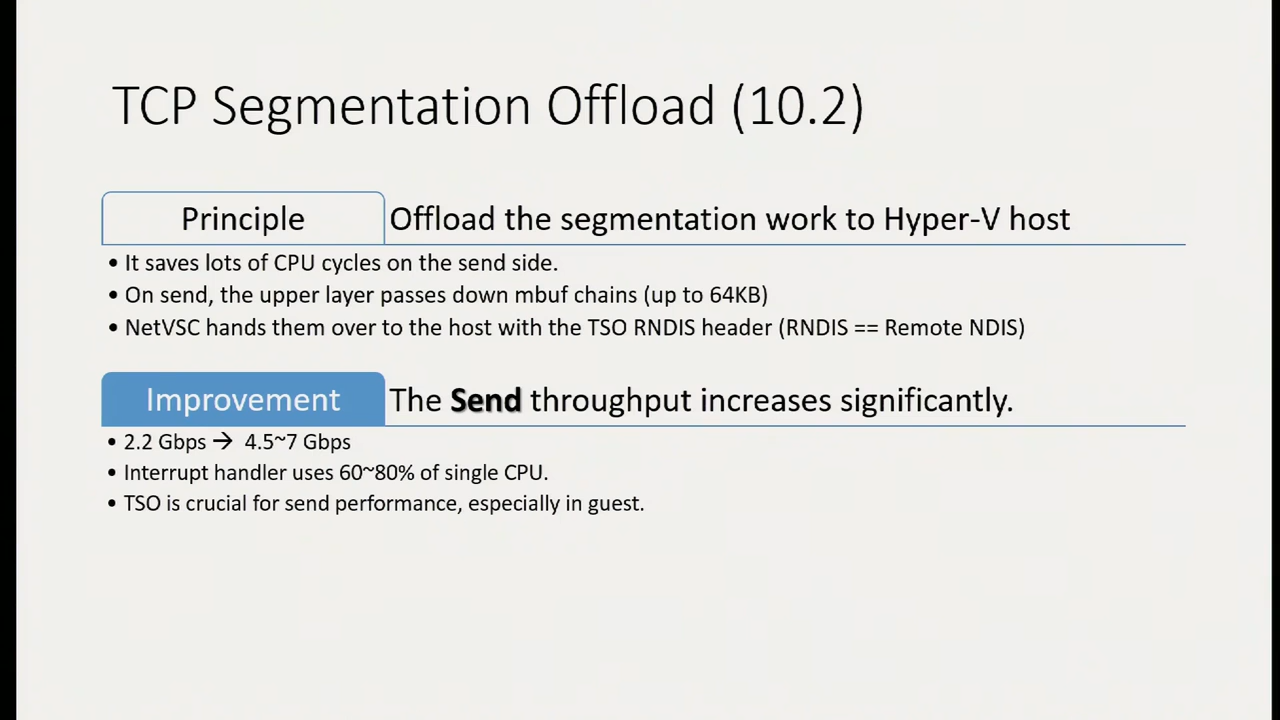 TCP Segmentation Offload (10.2)
Principle
Offload the segmentation work to Hyper-V host
• It saves lots of CPU cycles on the send side.
• On send, the upper layer passes down mbuf chains (up to 64KB)
• NetVSC hands them over to the host with the TSO RNDIS header (RNDIS == Remote NDIS)
Improvement
The Send throughput increases significantly.
• 2.2 Gbps → 4.5~7 Gbps
• Interrupt handler uses 60~80% of single CPU.
• TSO is crucial for send performance, especially in guest.